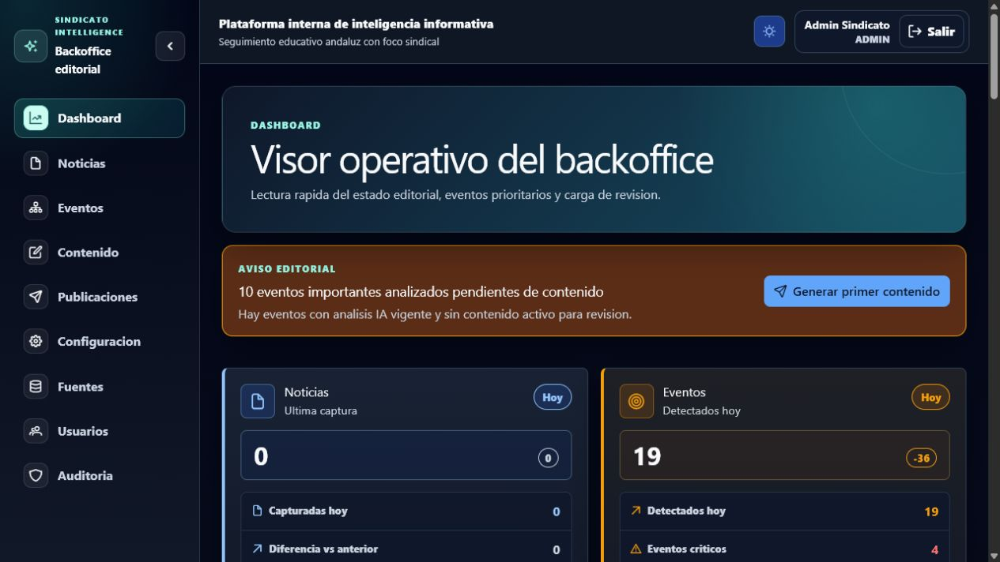 SINDICATO
INTELLIGENCE
Backoffice
editorial
Dashboard
Noticias
Eventos
Contenido
Publicaciones
Configuracion
Fuentes
Usuarios
Auditoria
Plataforma interna de inteligencia informativa
Seguimiento educativo andaluz con foco sindical
Admin Sindicato
ADMIN
Salir
DASHBOARD
Visor operativo del backoffice
Lectura rapida del estado editorial, eventos prioritarios y carga de revision.
AVISO EDITORIAL
10 eventos importantes analizados pendientes de contenido
Hay eventos con analisis IA vigente y sin contenido activo para revision.
Generar primer contenido
Noticias
Ultima captura
Hoy
0
0
Capturadas hoy 0
Diferencia vs anterior 0
Eventos
Detectados hoy
Hoy
19
-36
Detectados hoy 19
Eventos criticos 4